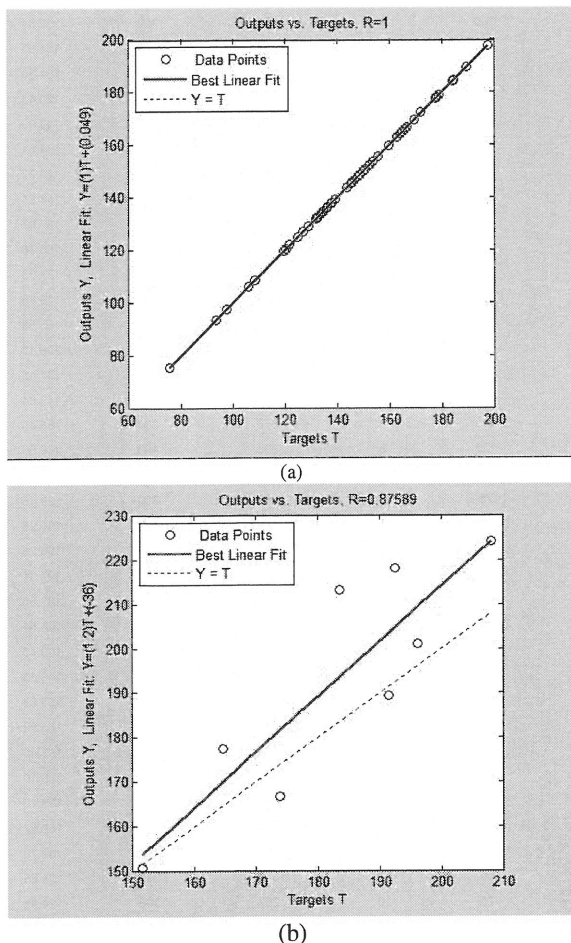 Outputs vs. Targets, R=1
Data Points
Best Linear Fit
Y = T
Outputs Y, Linear Fit: Y=(1)T+(0.049)
200
180
160
140
120
100
80
60
60 80 100 120 140 160 180 200
Targets T
(a)
Outputs vs. Targets, R=0.87589
Data Points
Best Linear Fit
Y = T
Outputs Y, Linear Fit: Y=(1.2)T+(-36)
230
220
210
200
190
180
170
160
150
150 160 170 180 190 200 210
Targets T
(b)